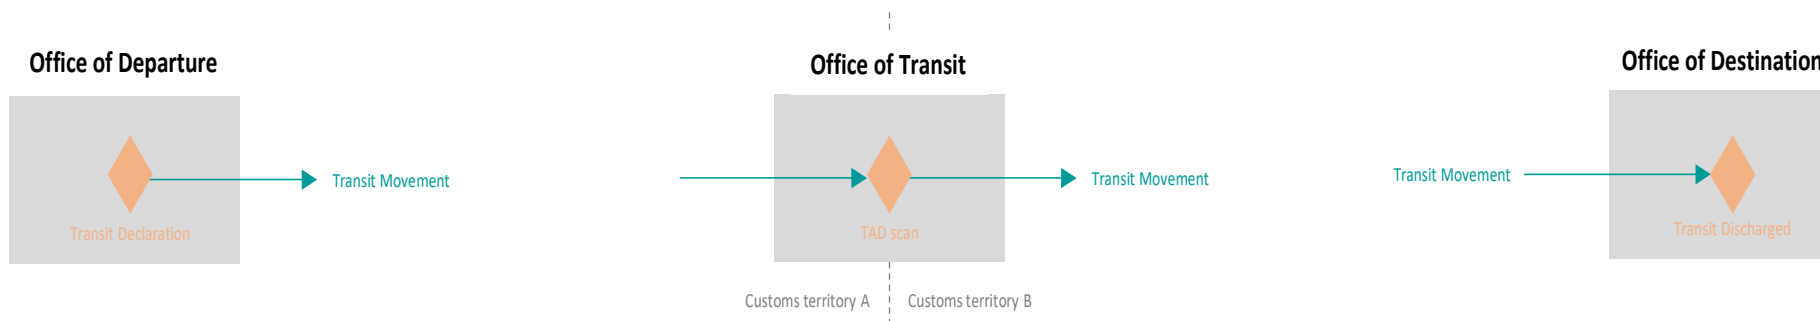 Office of Departure
Office of Transit
Office of Destination
Transit Movement
Transit Movement
Transit Movement
Transit Declaration
TAD scan
Transit Discharged
Customs territory A
Customs territory B